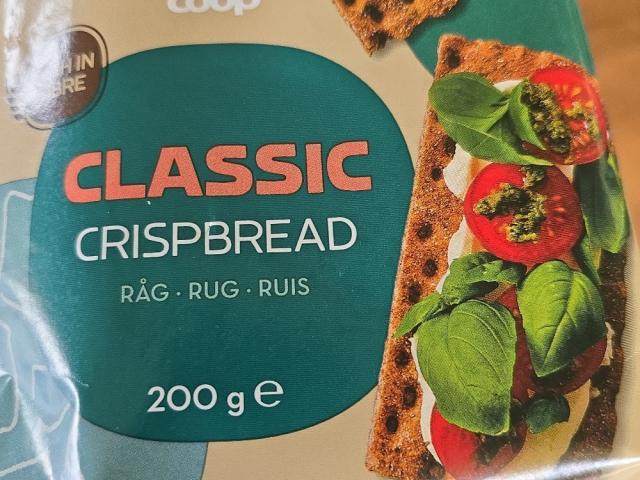 coop
CLASSIC
CRISPBREAD
RÅG · RUG · RUIS
200 g ℮